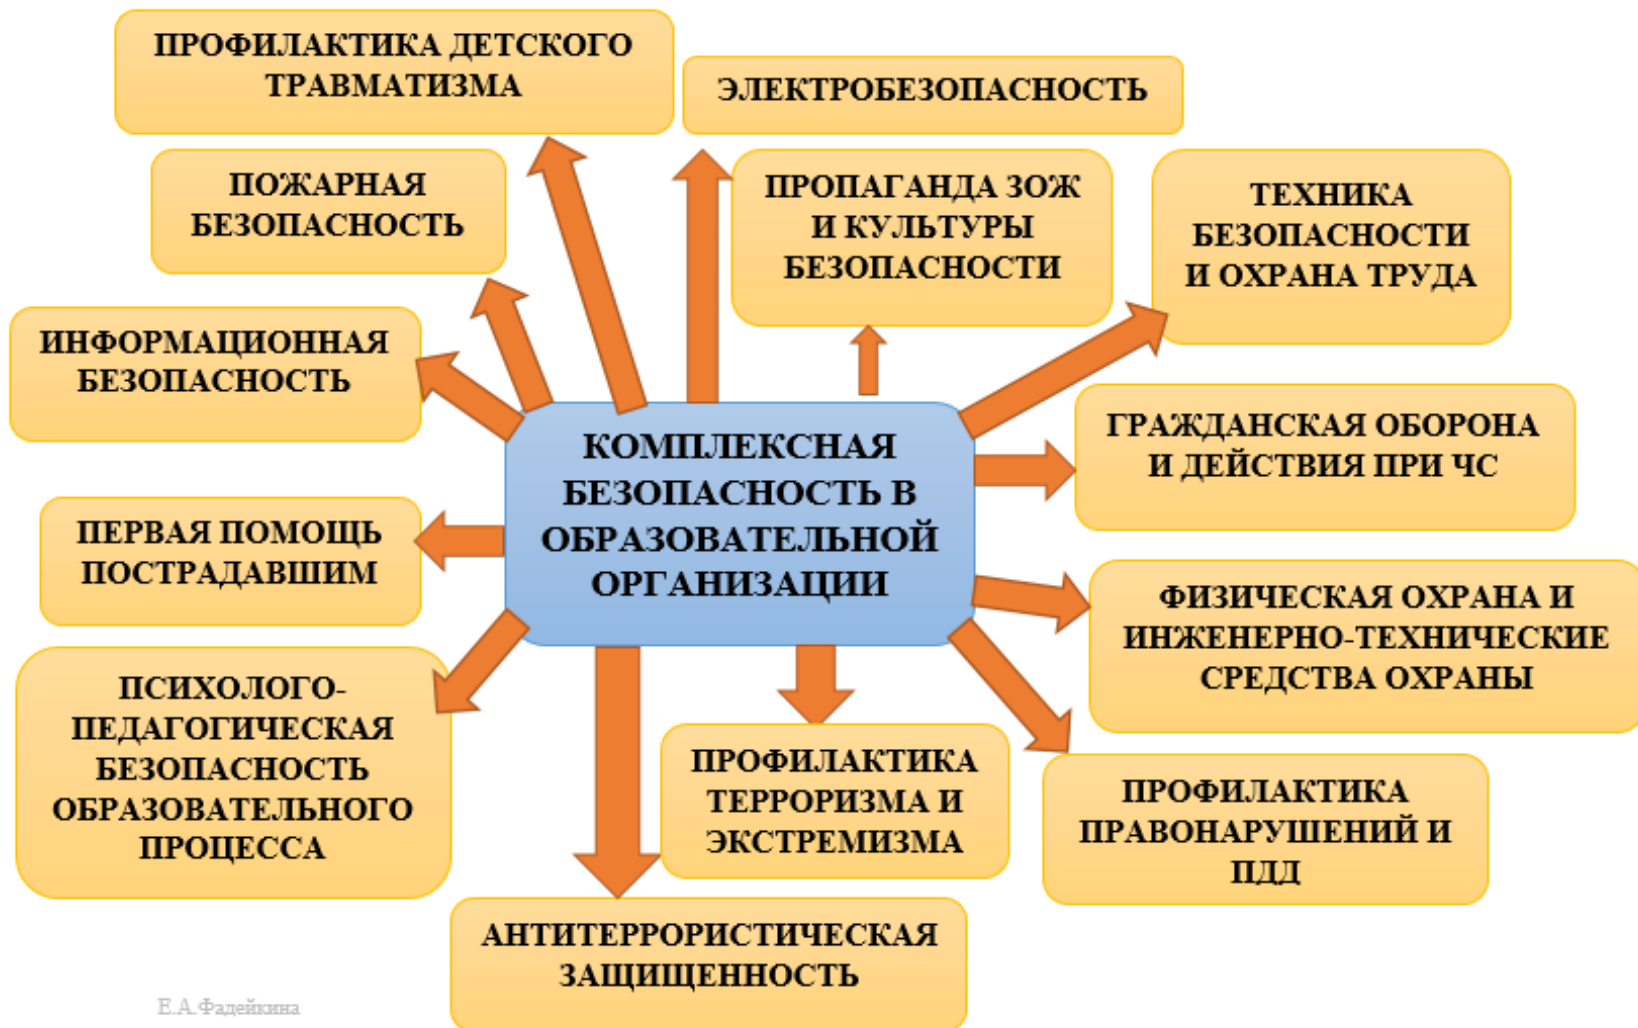 ПРОФИЛАКТИКА ДЕТСКОГО
ТРАВМАТИЗМА
ЭЛЕКТРОБЕЗОПАСНОСТЬ
ПОЖАРНАЯ
БЕЗОПАСНОСТЬ
ПРОПАГАНДА ЗОЖ
И КУЛЬТУРЫ
БЕЗОПАСНОСТИ
ТЕХНИКА
БЕЗОПАСНОСТИ
И ОХРАНА ТРУДА
ИНФОРМАЦИОННАЯ
БЕЗОПАСНОСТЬ
КОМПЛЕКСНАЯ
БЕЗОПАСНОСТЬ В
ОБРАЗОВАТЕЛЬНОЙ
ОРГАНИЗАЦИИ
ГРАЖДАНСКАЯ ОБОРОНА
И ДЕЙСТВИЯ ПРИ ЧС
ПЕРВАЯ ПОМОЩЬ
ПОСТРАДАВШИМ
ФИЗИЧЕСКАЯ ОХРАНА И
ИНЖЕНЕРНО-ТЕХНИЧЕСКИЕ
СРЕДСТВА ОХРАНЫ
ПСИХОЛОГО-
ПЕДАГОГИЧЕСКАЯ
БЕЗОПАСНОСТЬ
ОБРАЗОВАТЕЛЬНОГО
ПРОЦЕССА
ПРОФИЛАКТИКА
ТЕРРОРИЗМА И
ЭКСТРЕМИЗМА
ПРОФИЛАКТИКА
ПРАВОНАРУШЕНИЙ И
ПДД
АНТИТЕРРОРИСТИЧЕСКАЯ
ЗАЩИЩЕННОСТЬ
Е.А.Фадейкина